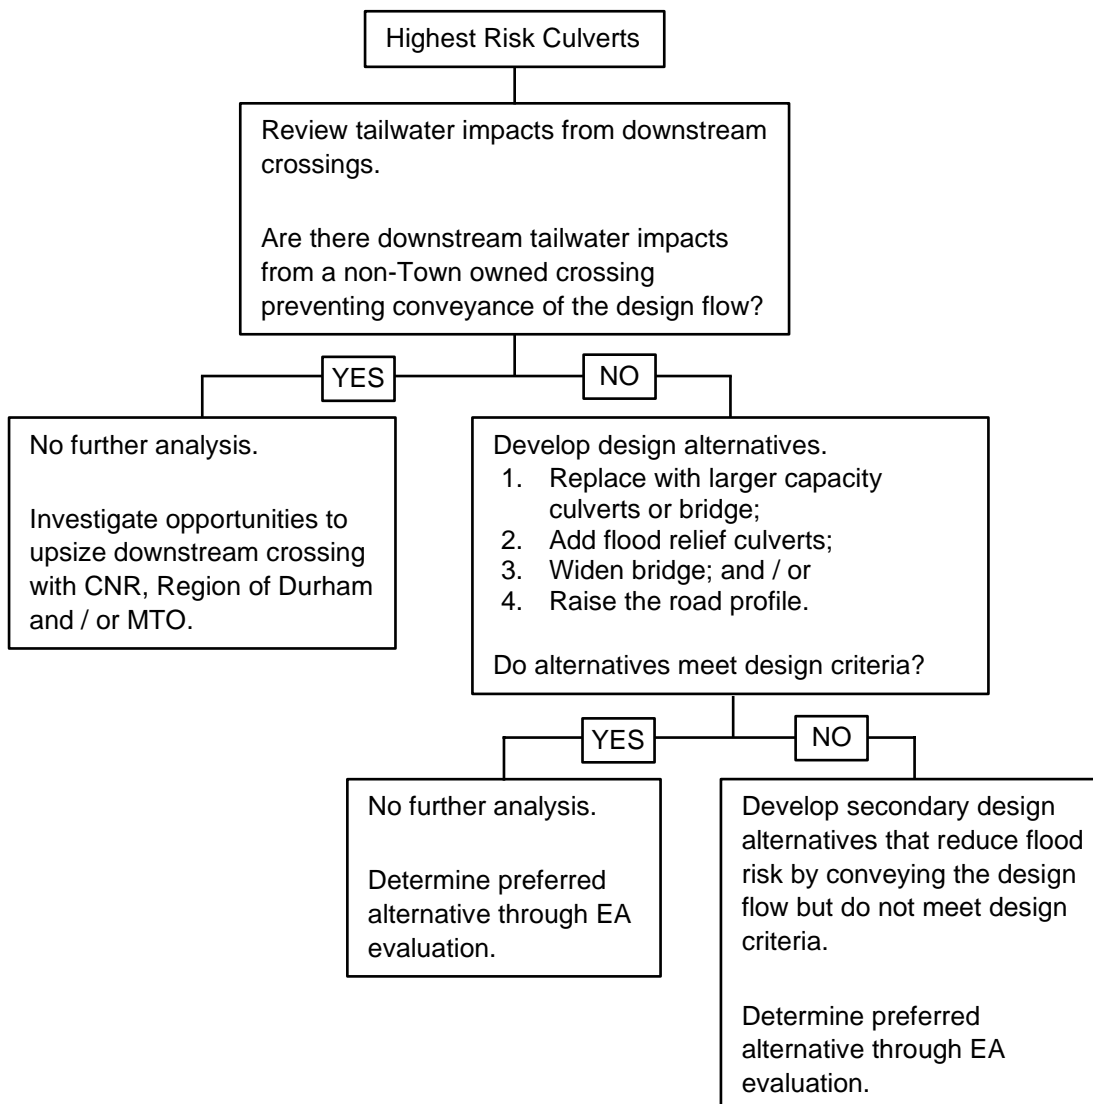 Highest Risk Culverts
Review tailwater impacts from downstream
crossings.
Are there downstream tailwater impacts
from a non-Town owned crossing
preventing conveyance of the design flow?
YES
NO
No further analysis.
Investigate opportunities to
upsize downstream crossing
with CNR, Region of Durham
and / or MTO.
Develop design alternatives.
1. Replace with larger capacity
culverts or bridge;
2. Add flood relief culverts;
3. Widen bridge; and / or
4. Raise the road profile.
Do alternatives meet design criteria?
YES
NO
No further analysis.
Determine preferred
alternative through EA
evaluation.
Develop secondary design
alternatives that reduce flood
risk by conveying the design
flow but do not meet design
criteria.
Determine preferred
alternative through EA
evaluation.